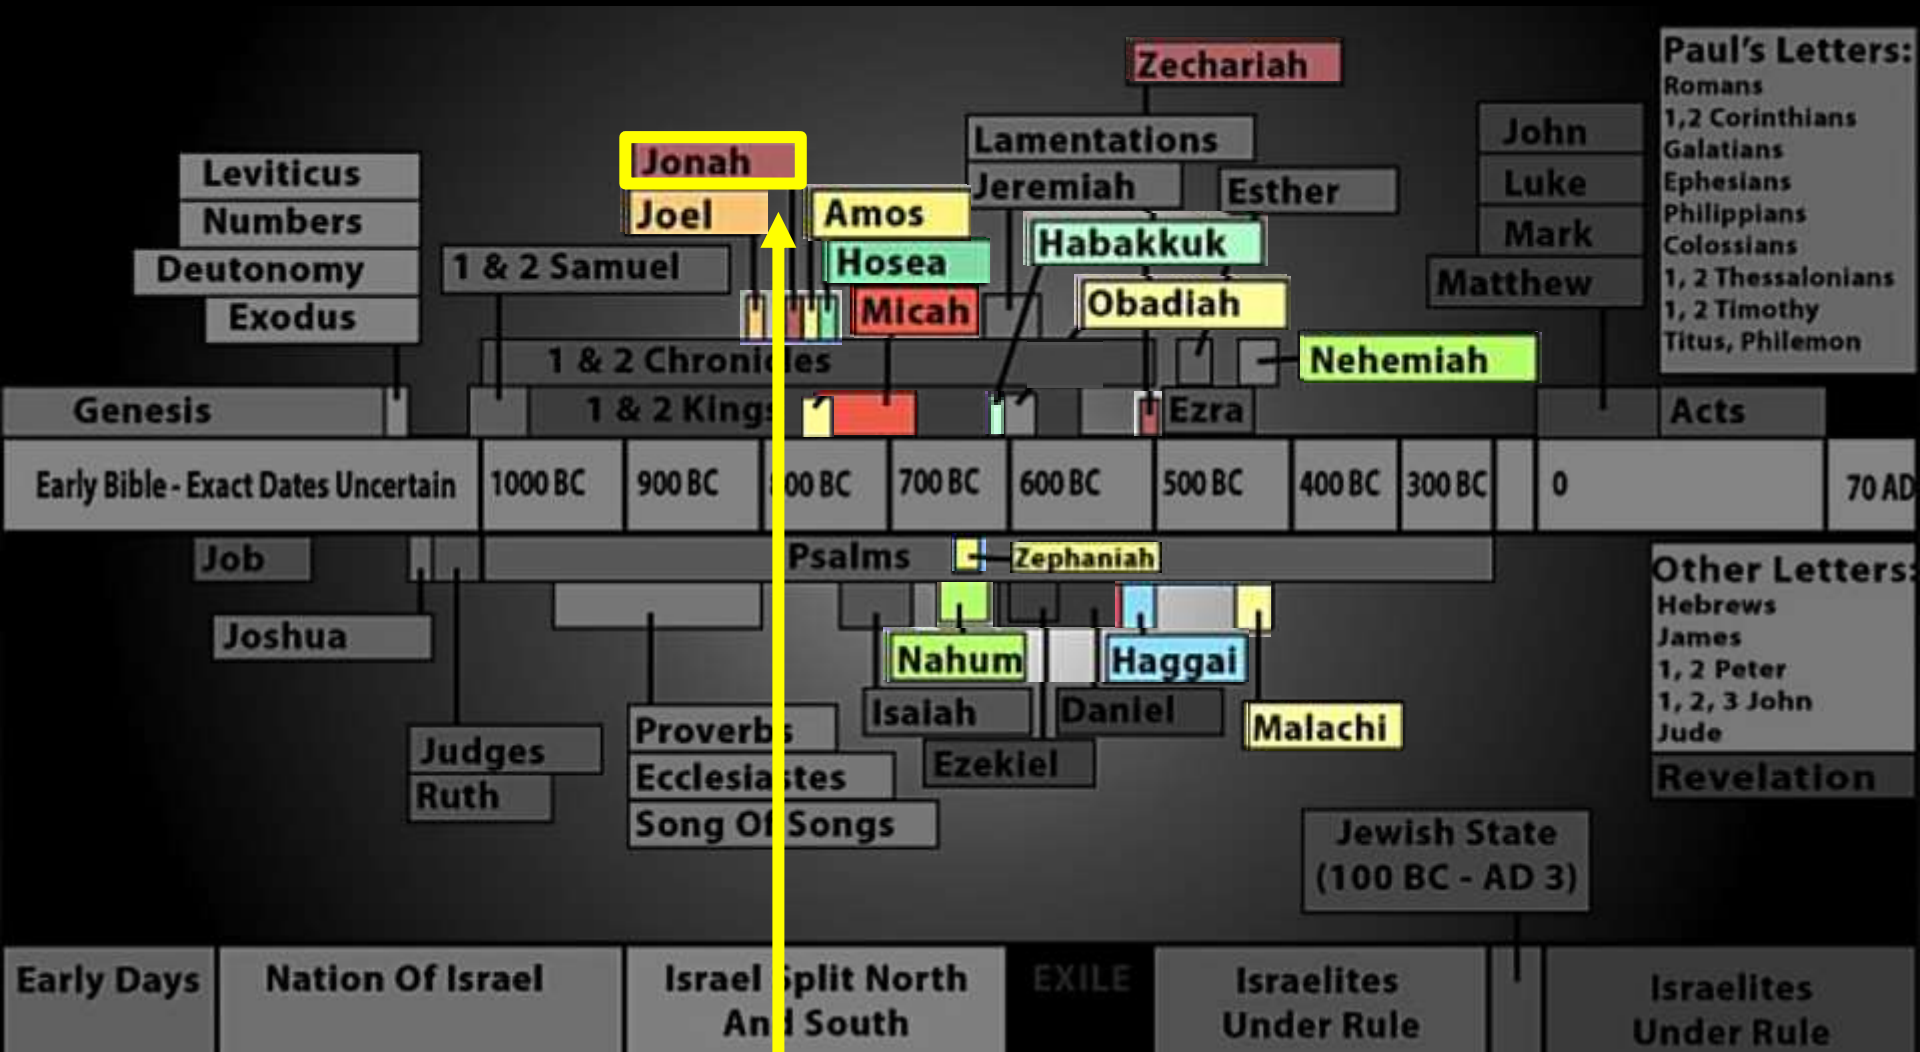 Zechariah
Paul's Letters:
Romans
1,2 Corinthians
Galatians
Ephesians
Philippians
Colossians
1, 2 Thessalonians
1, 2 Timothy
Titus, Philemon
Lamentations
John
Jonah
Leviticus
Jeremiah
Esther
Luke
Joel
Amos
Numbers
Mark
Habakkuk
Hosea
1 & 2 Samuel
Deutonomy
Matthew
Obadiah
Micah
Exodus
1 & 2 Chronicles
Nehemiah
Genesis
1 & 2 Kings
Ezra
Acts
Early Bible - Exact Dates Uncertain
1000 BC
900 BC
800 BC
700 BC
600 BC
500 BC
400 BC
300 BC
0
70 AD
Job
Psalms
Zephaniah
Other Letters:
Hebrews
James
1, 2 Peter
1, 2, 3 John
Jude
Revelation
Joshua
Nahum
Haggai
Isaiah
Daniel
Malachi
Proverbs
Judges
Ezekiel
Ecclesiastes
Ruth
Song Of Songs
Jewish State
(100 BC - AD 3)
Early Days
Nation Of Israel
Israel Split North
And South
EXILE
Israelites
Under Rule
Israelites
Under Rule